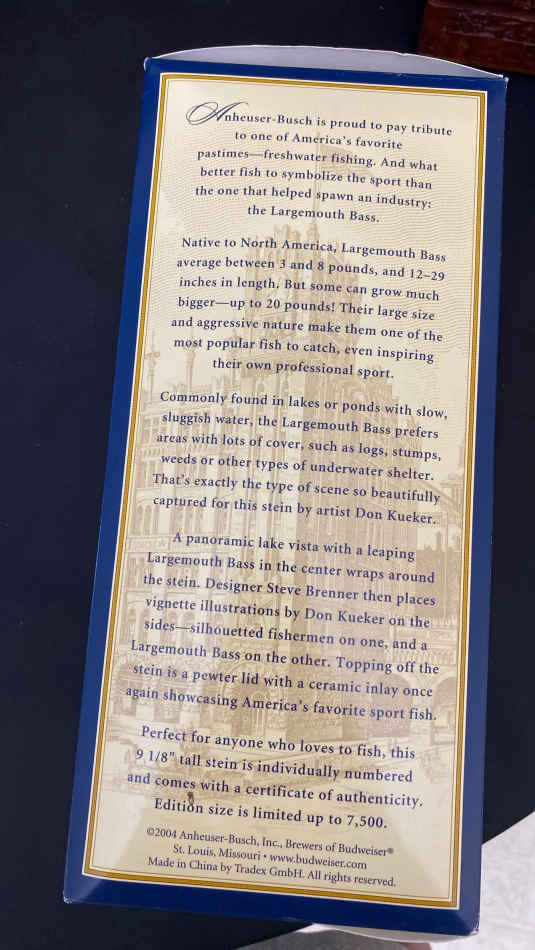 Anheuser-Busch is proud to pay tribute
to one of America's favorite
pastimes—freshwater fishing. And what
better fish to symbolize the sport than
the one that helped spawn an industry:
the Largemouth Bass.
Native to North America, Largemouth Bass
average between 3 and 8 pounds, and 12–29
inches in length. But some can grow much
bigger—up to 20 pounds! Their large size
and aggressive nature make them one of the
most popular fish to catch, even inspiring
their own professional sport.
Commonly found in lakes or ponds with slow,
sluggish water, the Largemouth Bass prefers
areas with lots of cover, such as logs, stumps,
weeds or other types of underwater shelter.
That's exactly the type of scene so beautifully
captured for this stein by artist Don Kueker.
A panoramic lake vista with a leaping
Largemouth Bass in the center wraps around
the stein. Designer Steve Brenner then places
vignette illustrations by Don Kueker on the
sides—silhouetted fishermen on one, and a
Largemouth Bass on the other. Topping off the
stein is a pewter lid with a ceramic inlay once
again showcasing America's favorite sport fish.
Perfect for anyone who loves to fish, this
9 1/8" tall stein is individually numbered
and comes with a certificate of authenticity.
Edition size is limited up to 7,500.
©2004 Anheuser-Busch, Inc., Brewers of Budweiser®
St. Louis, Missouri • www.budweiser.com
Made in China by Tradex GmbH. All rights reserved.